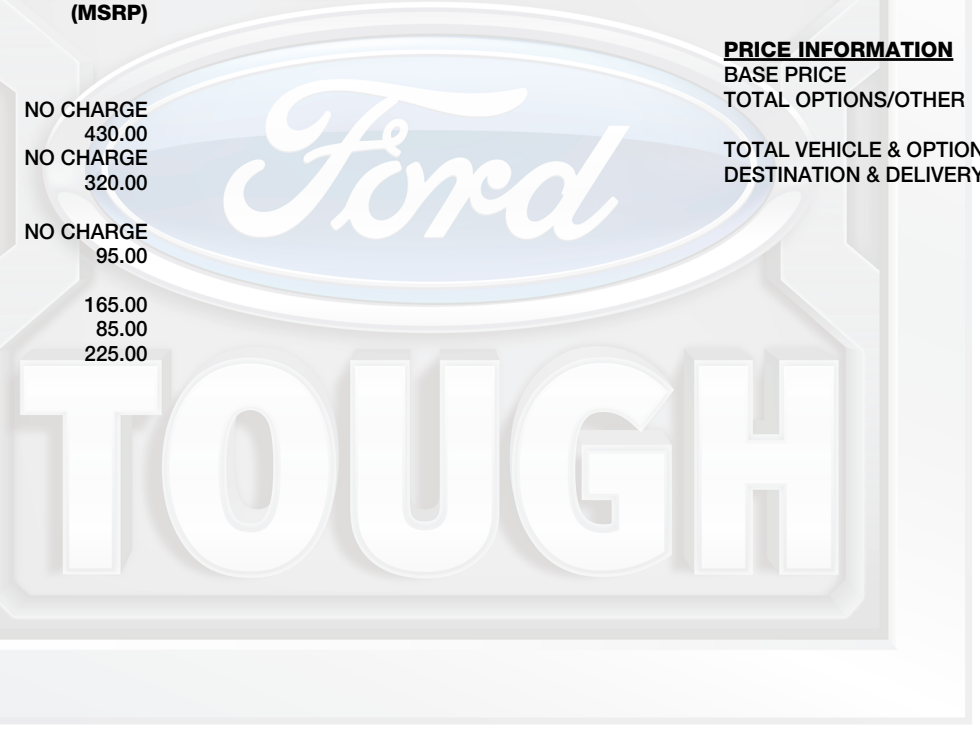 (MSRP)
NO CHARGE
430.00
NO CHARGE
320.00
NO CHARGE
95.00
165.00
85.00
225.00
PRICE INFORMATION
BASE PRICE
TOTAL OPTIONS/OTHER
TOTAL VEHICLE & OPTION
DESTINATION & DELIVERY
Ford
TOUGH